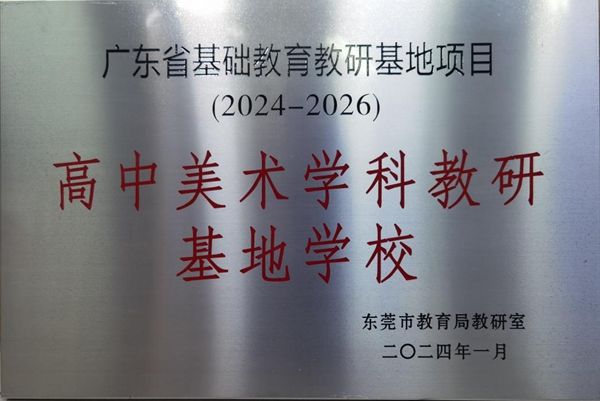 广东省基础教育教研基地项目
(2024-2026)
高中美术学科教研
基地学校
东莞市教育局教研室
二〇二四年一月